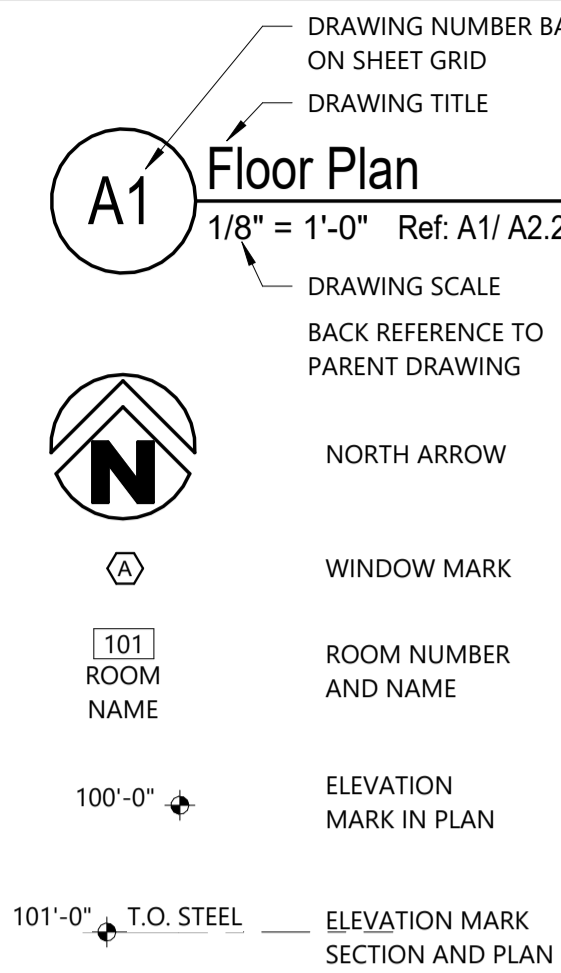 DRAWING NUMBER BA
ON SHEET GRID
DRAWING TITLE
A1
Floor Plan
1/8" = 1'-0" Ref: A1/ A2.2
DRAWING SCALE
BACK REFERENCE TO
PARENT DRAWING
N
NORTH ARROW
A
WINDOW MARK
101
ROOM
NAME
ROOM NUMBER
AND NAME
100'-0"
ELEVATION
MARK IN PLAN
101'-0" T.O. STEEL
ELEVATION MARK
SECTION AND PLAN